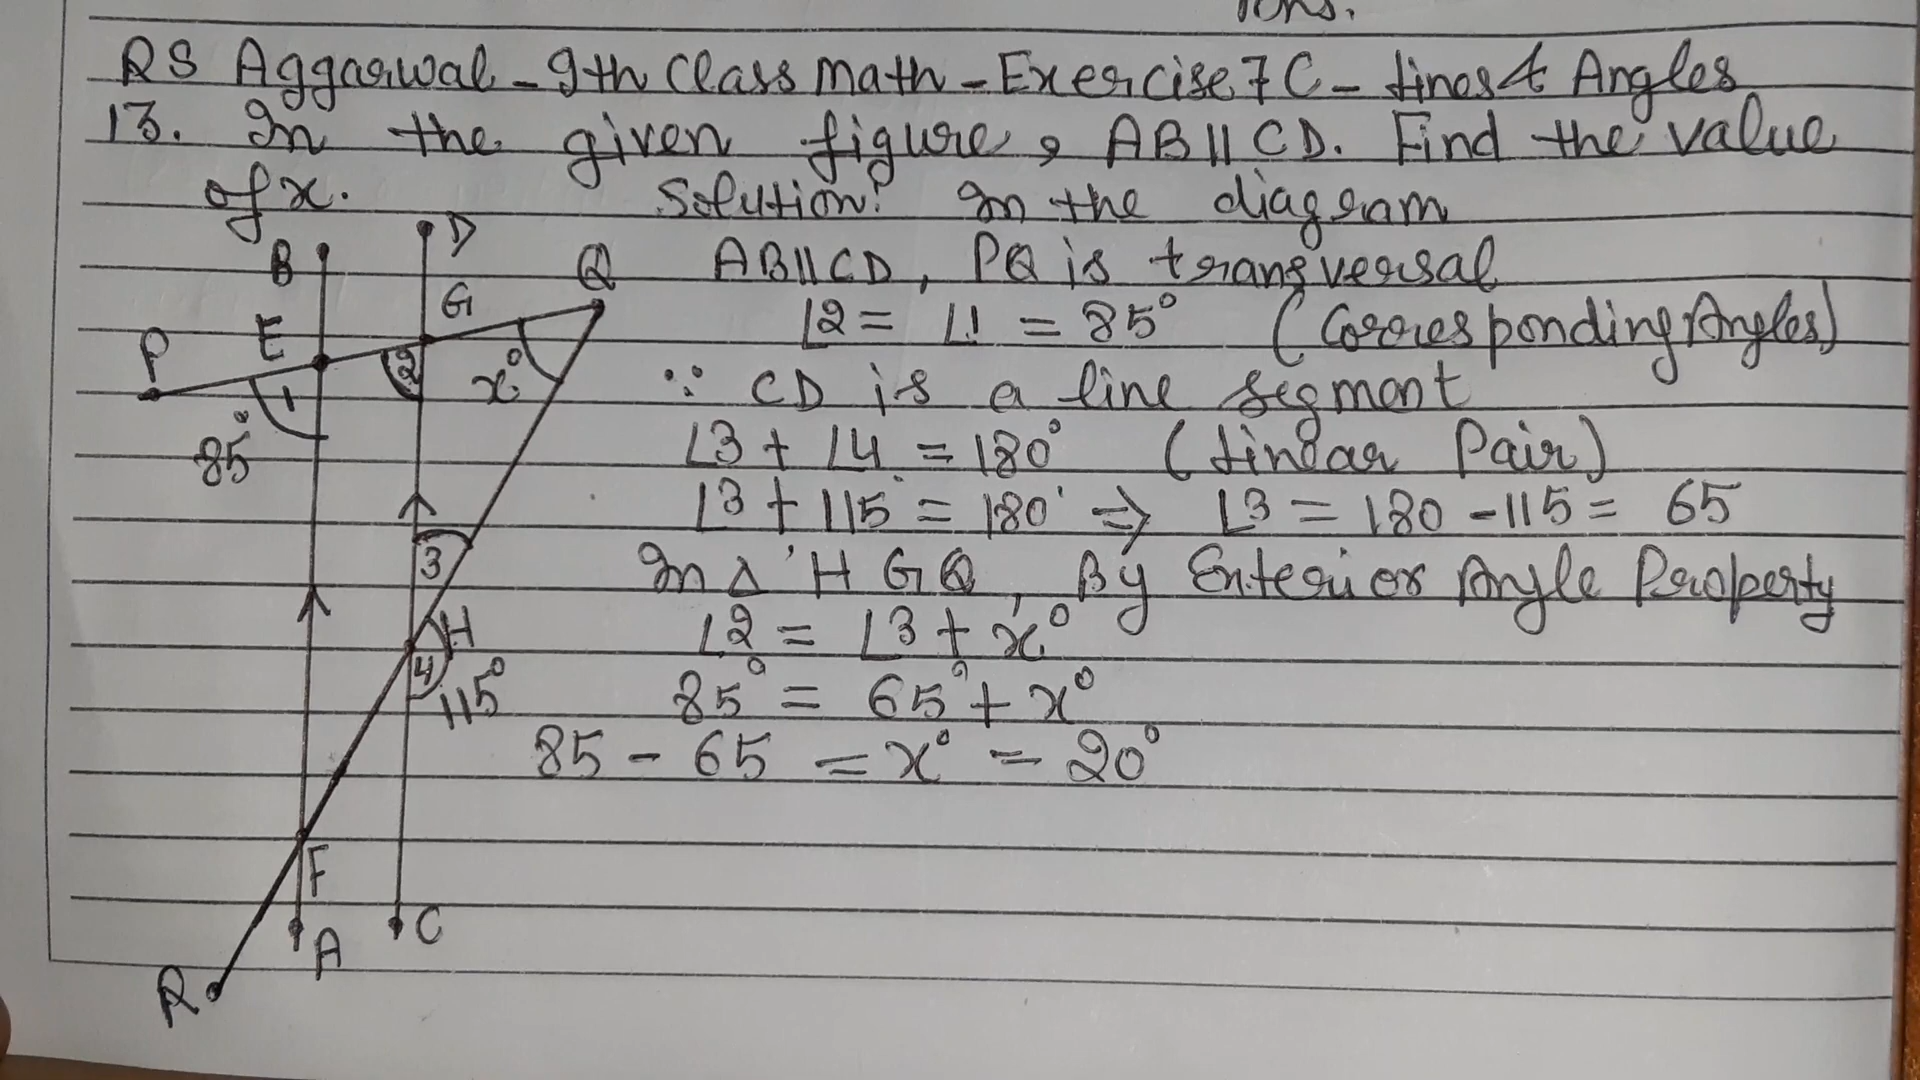 RS Aggarwal - 9th Class Math - Exercise 7C - Lines & Angles
13. In the given figure, AB || CD. Find the value
of x. Solution: In the diagram
AB || CD, PQ is transversal
∠2 = ∠1 = 85° (Corresponding Angles)
∵ CD is a line segment
∠3 + ∠4 = 180° (Linear Pair)
∠3 + 115° = 180° ⇒ ∠3 = 180 - 115 = 65
In Δ HGQ, By Exterior Angle Property
∠2 = ∠3 + x°
85° = 65° + x°
85 - 65 = x° = 20°
D
B
Q
G
E
P
2
x°
1
85°
3
H
4
115°
F
C
A
R